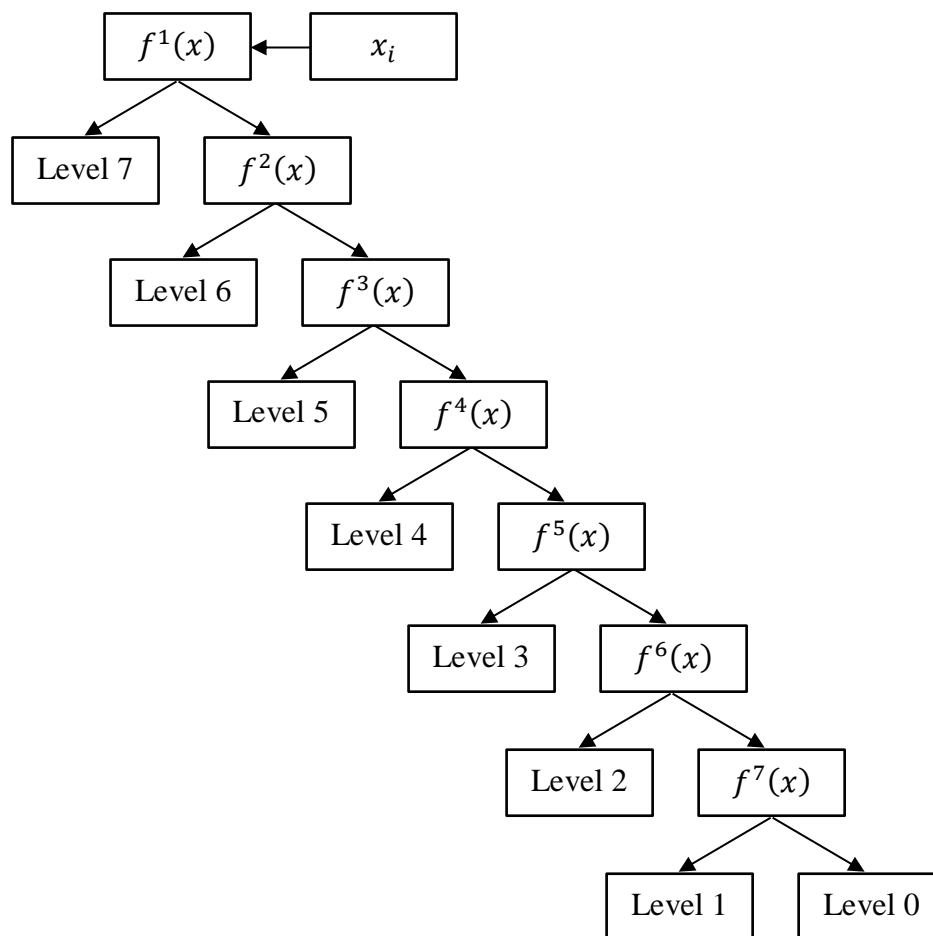 f¹(x)
xᵢ
Level 7
f²(x)
Level 6
f³(x)
Level 5
f⁴(x)
Level 4
f⁵(x)
Level 3
f⁶(x)
Level 2
f⁷(x)
Level 1
Level 0